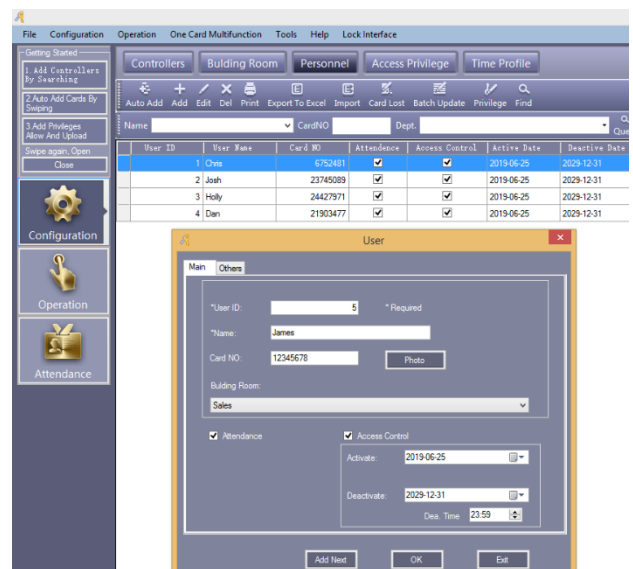 File Configuration Operation One Card Multifunction Tools Help Lock Interface
Getting Started
1. Add Controllers By Searching
2.Auto Add Cards By Swiping
3.Add Privileges Allow And Upload
Swipe again, Open
Close
Configuration
Operation
Attendance
Controllers Bulding Room Personnel Access Privilege Time Profile
Auto Add Add Edit Del Print Export To Excel Import Card Lost Batch Update Privilege Find
Name CardNO Dept. Que
User ID User Name Card NO Attendence Access Control Active Date Deactive Date
1 Chris 6752481 2019-06-25 2029-12-31
2 Josh 23745089 2019-06-25 2029-12-31
3 Holly 24427971 2019-06-25 2029-12-31
4 Dan 21903477 2019-06-25 2029-12-31
User
Main Others
*User ID: 5 * Required
*Name: James
Card NO: 12345678 Photo
Bulding Room:
Sales
Attendance Access Control
Activate: 2019-06-25
Deactivate: 2029-12-31
Dea. Time 23:59
Add Next OK Exit